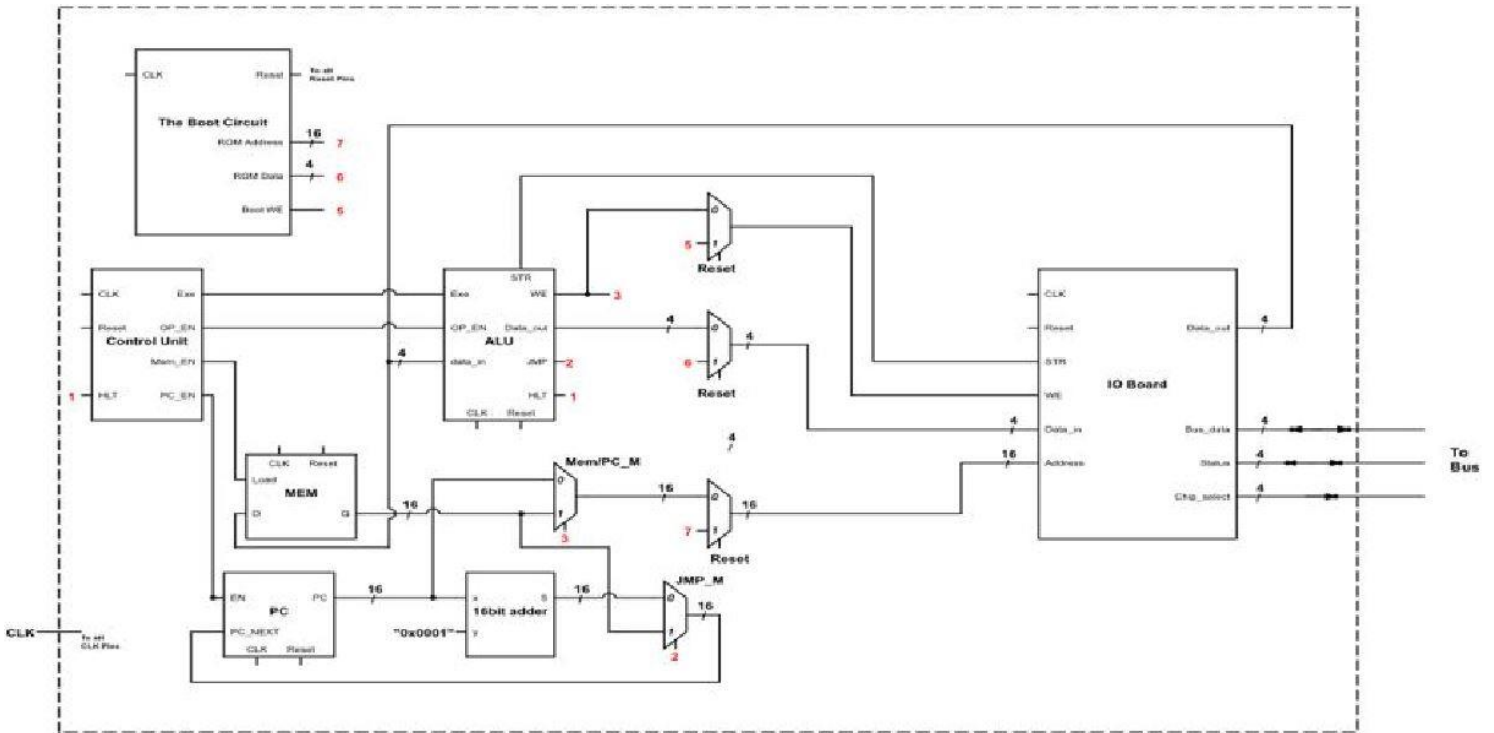 CLK
Reset
To all
Reset Pins
The Boot Circuit
ROM Address
16
7
ROM Data
4
6
Boot WE
5
CLK
Exe
Reset
OP_EN
Control Unit
Mem_EN
1
HLT
PC_EN
STR
Exe
WE
3
OP_EN
Data_out
4
ALU
4
data_in
JMP
2
HLT
1
CLK
Reset
0
5
1
Reset
0
4
6
1
Reset
4
CLK
Reset
STR
WE
4
Data_in
16
Address
IO Board
Data_out
4
Bus_data
4
Status
4
Chip_select
4
To
Bus
CLK
Reset
Load
MEM
D
Q
16
Mem/PC_M
0
1
3
16
0
7
1
16
Reset
EN
PC
16
PC
PC_NEXT
CLK
Reset
x
S
16
16bit adder
"0x0001"
y
JMP_M
0
1
16
2
CLK
To all
CLK Pins